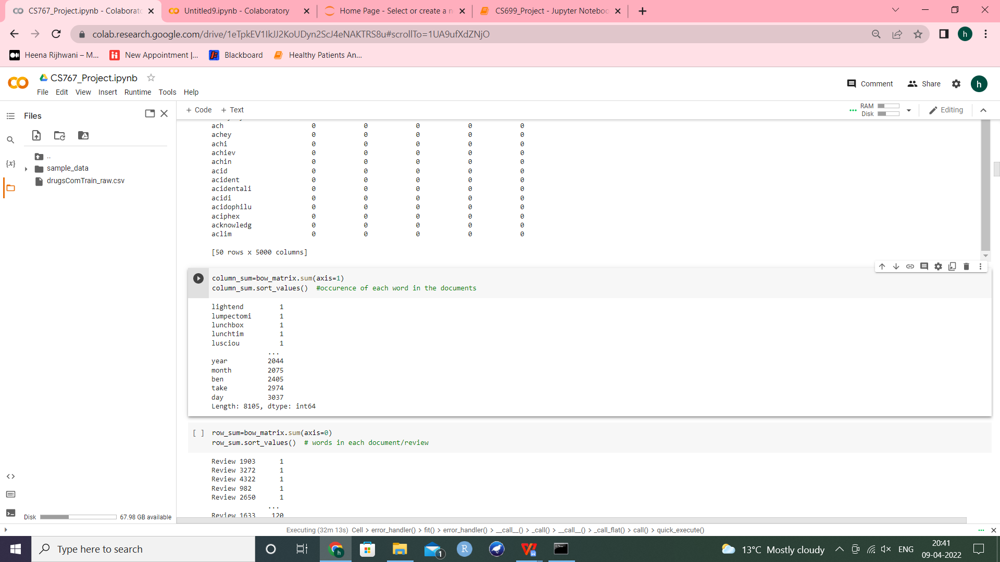 CS767_Project.ipynb - Colaborato
Untitled9.ipynb - Colaboratory
Home Page - Select or create a n
CS699_Project - Jupyter Noteboo
colab.research.google.com/drive/1eTpkEV1IkJJ2KoUDyn2ScJ4eNAKTRS8u#scrollTo=1UA9ufXdZNjO
h
Heena Rijhwani – M...
New Appointment |...
Blackboard
Healthy Patients An...
CS767_Project.ipynb
File Edit View Insert Runtime Tools Help
Comment
Share
h
Files
+ Code + Text
RAM
Disk
Editing
..
sample_data
drugsComTrain_raw.csv
{x}
ach 0 0 0 0 0
achey 0 0 0 0 0
achi 0 0 0 0 0
achiev 0 0 0 0 0
achin 0 0 0 0 0
acid 0 0 0 0 0
acident 0 0 0 0 0
acidentali 0 0 0 0 0
acidi 0 0 0 0 0
acidophilu 0 0 0 0 0
aciphex 0 0 0 0 0
acknowledg 0 0 0 0 0
aclim 0 0 0 0 0
[50 rows x 5000 columns]
column_sum=bow_matrix.sum(axis=1)
column_sum.sort_values() #occurence of each word in the documents
lightend 1
lumpectomi 1
lunchbox 1
lunchtim 1
lusciou 1
...
year 2044
month 2075
ben 2405
take 2974
day 3037
Length: 8105, dtype: int64
[ ] row_sum=bow_matrix.sum(axis=0)
row_sum.sort_values() # words in each document/review
Review 1903 1
Review 3272 1
Review 4322 1
Review 982 1
Review 2650 1
...
Review 1633 120
Disk 67.98 GB available
Executing (32m 13s) Cell > error_handler() > fit() > error_handler() > __call__() > _call() > __call__() > _call_flat() > call() > quick_execute()
Type here to search
1
R
13°C Mostly cloudy
ENG
20:41
09-04-2022